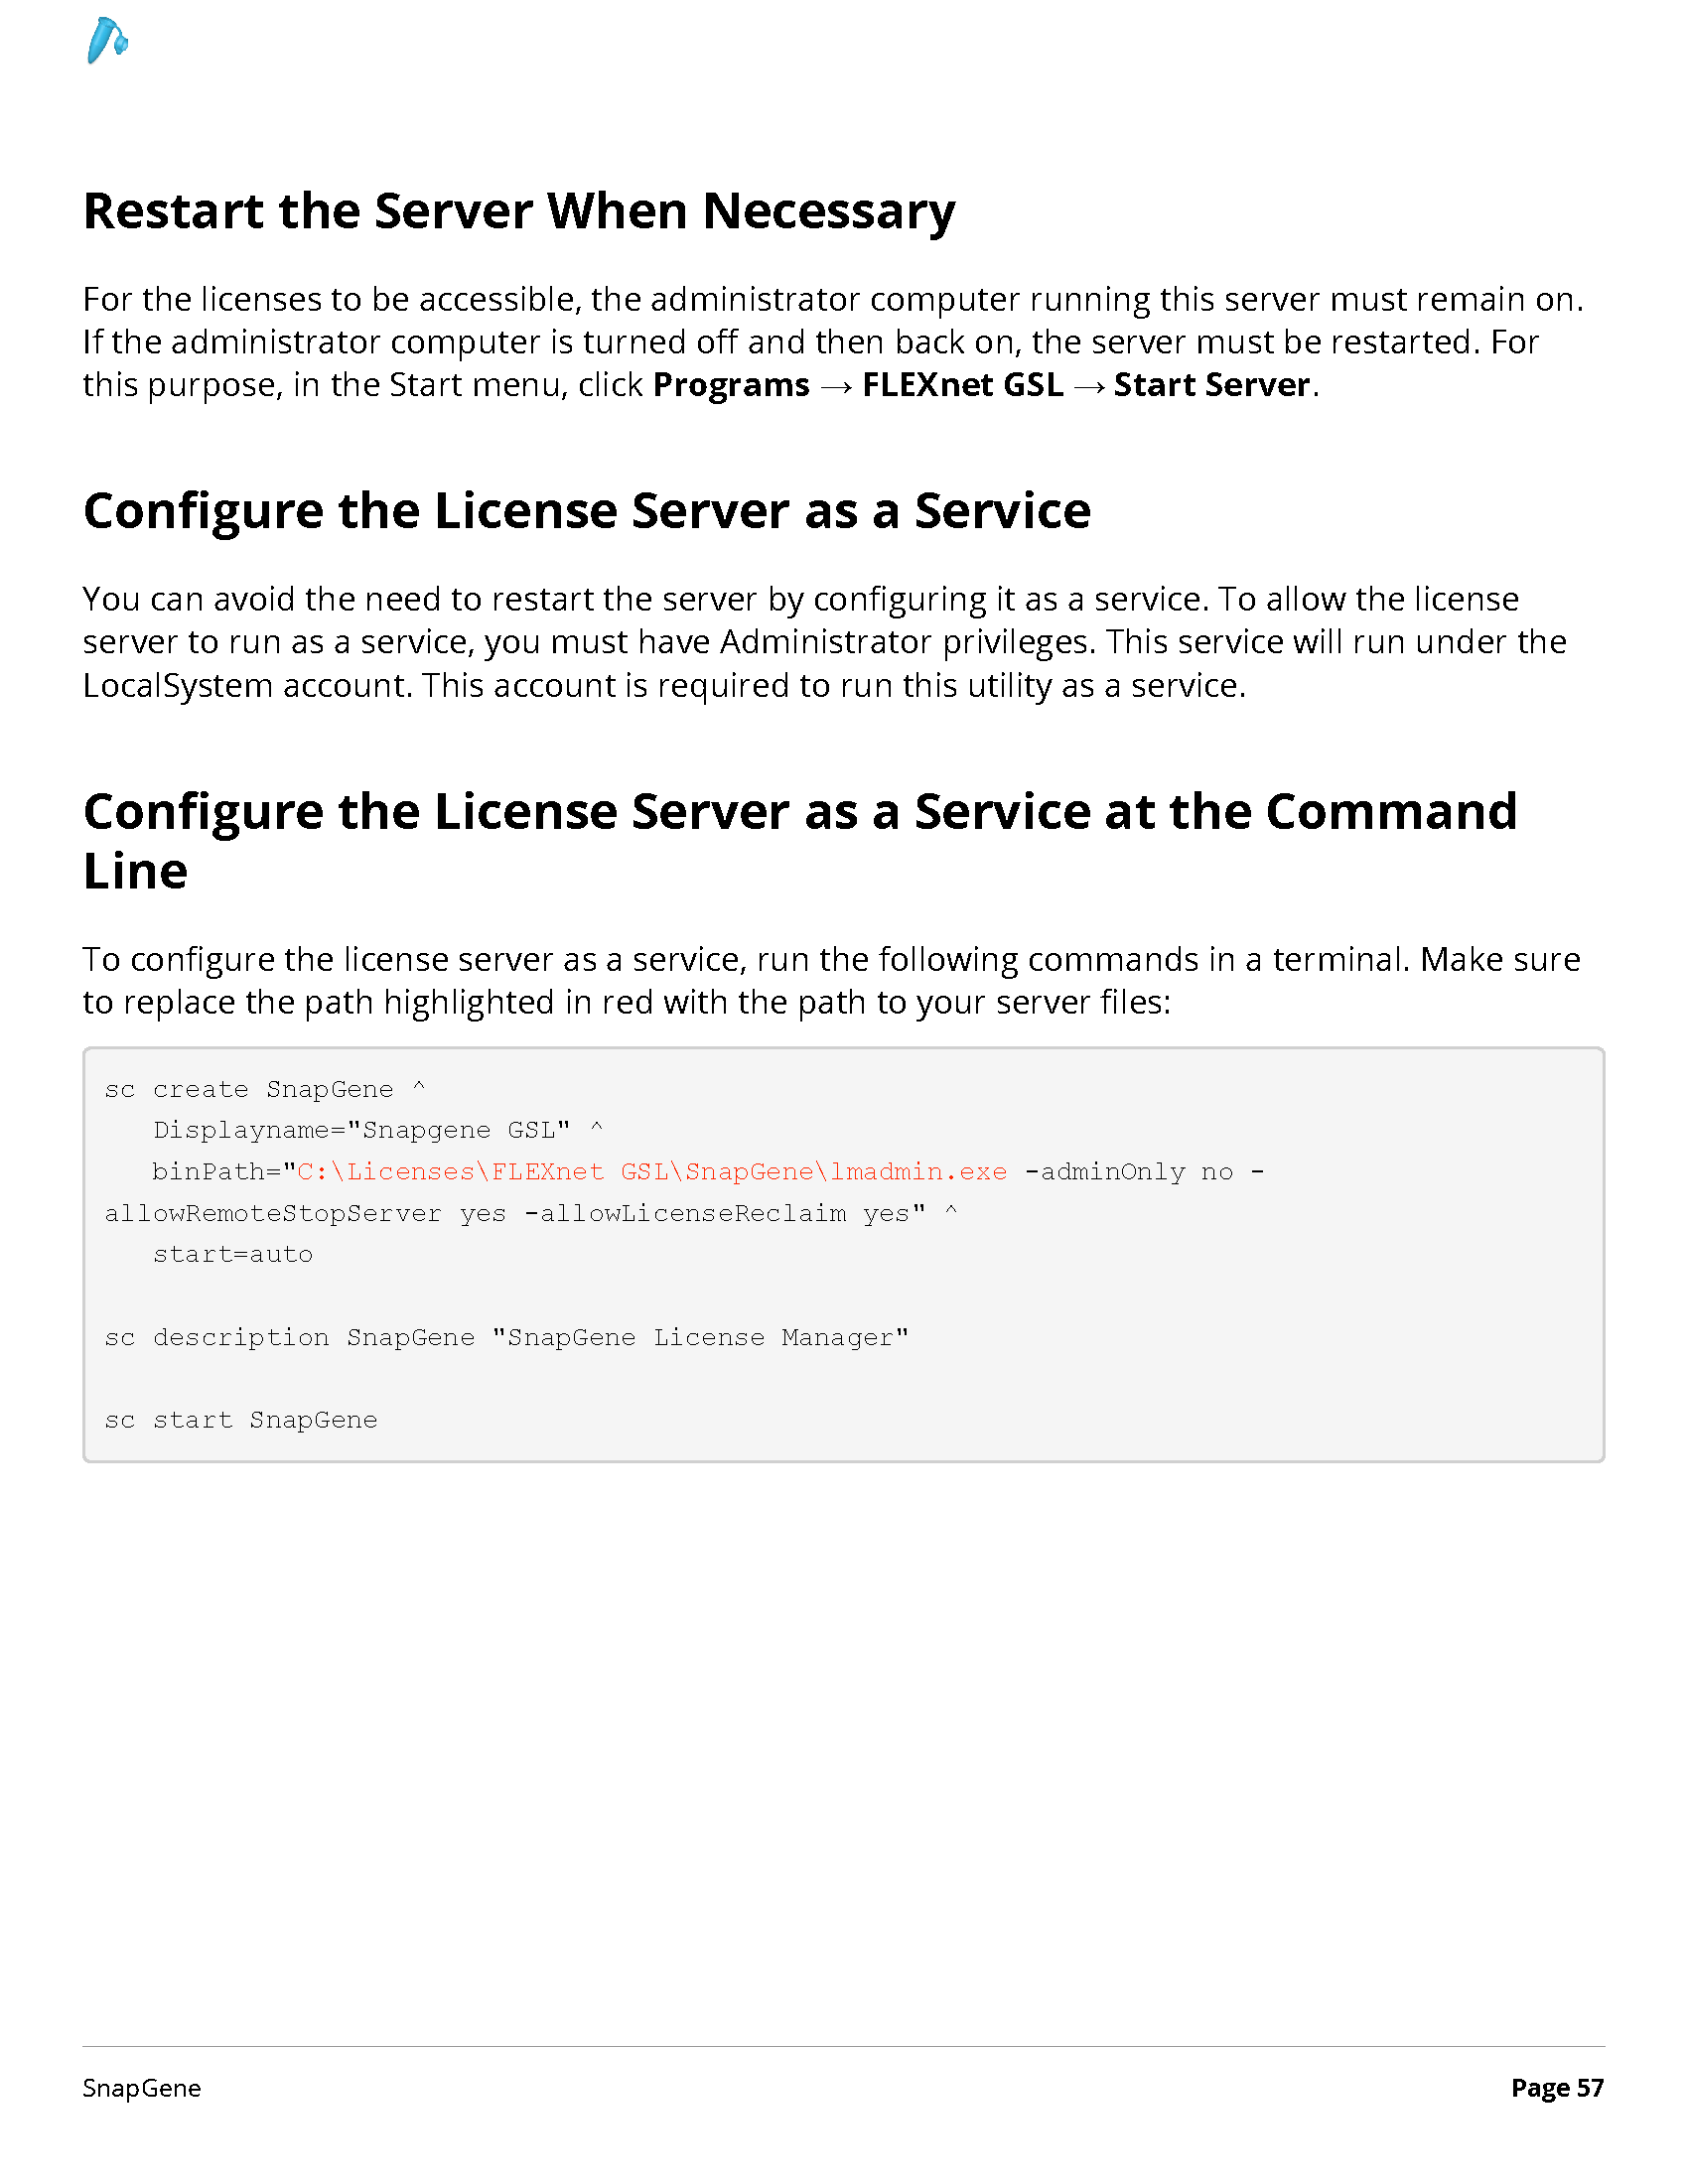 Restart the Server When Necessary
For the licenses to be accessible, the administrator computer running this server must remain on.
If the administrator computer is turned off and then back on, the server must be restarted. For
this purpose, in the Start menu, click Programs → FLEXnet GSL → Start Server.
Configure the License Server as a Service
You can avoid the need to restart the server by configuring it as a service. To allow the license
server to run as a service, you must have Administrator privileges. This service will run under the
LocalSystem account. This account is required to run this utility as a service.
Configure the License Server as a Service at the Command
Line
To configure the license server as a service, run the following commands in a terminal. Make sure
to replace the path highlighted in red with the path to your server files:
sc create SnapGene ^
   Displayname="Snapgene GSL" ^
   binPath="C:\Licenses\FLEXnet GSL\SnapGene\lmadmin.exe -adminOnly no -
allowRemoteStopServer yes -allowLicenseReclaim yes" ^
   start=auto
sc description SnapGene "SnapGene License Manager"
sc start SnapGene
SnapGene
Page 57